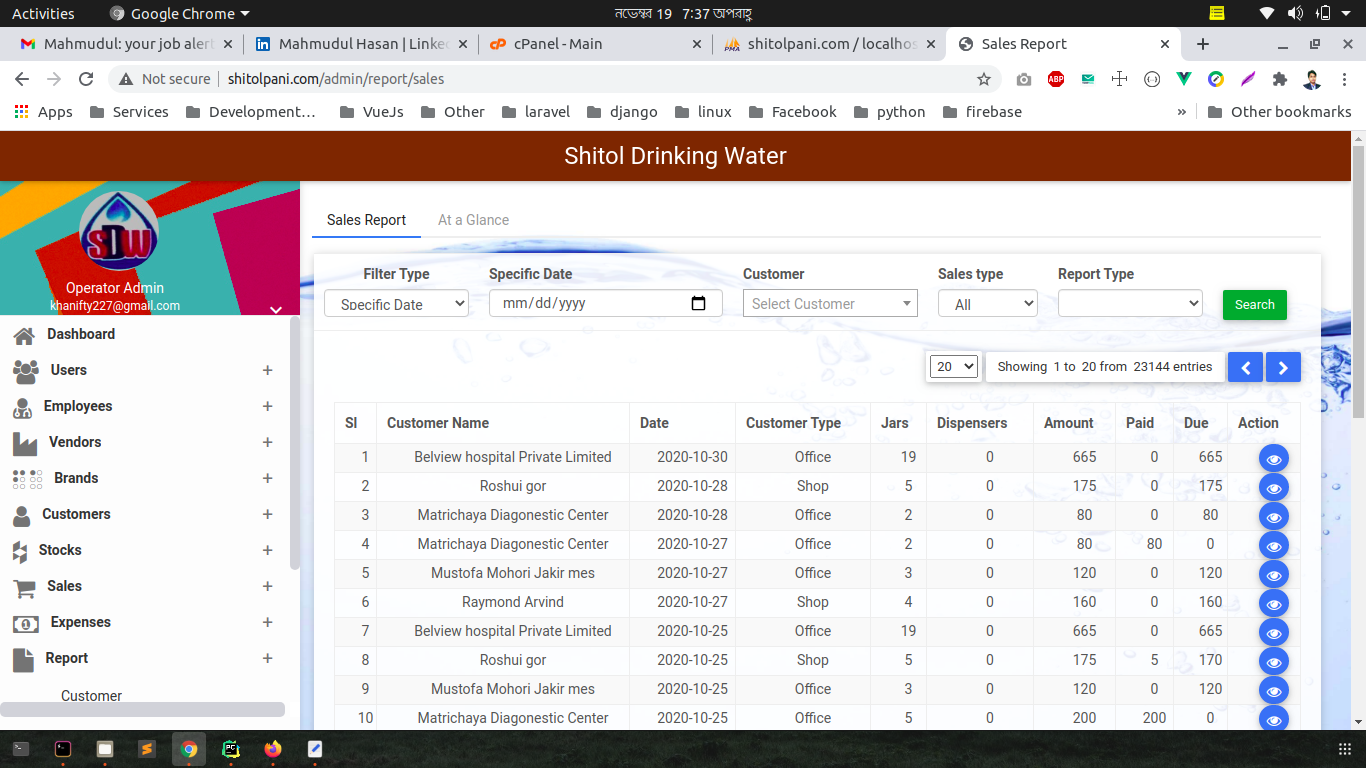 Activities Google Chrome নভেম্বর 19 7:37 অপরাহ্ণ
Mahmudul: your job alert Mahmudul Hasan | Linke cPanel - Main shitolpani.com / localhos Sales Report
Not secure shitolpani.com/admin/report/sales ABP
Apps Services Development... VueJs Other laravel django linux Facebook python firebase » Other bookmarks
Shitol Drinking Water
SDW
Operator Admin
khanifty227@gmail.com
Dashboard
Users +
Employees +
Vendors +
Brands +
Customers +
Stocks +
Sales +
Expenses +
Report +
Customer
Sales Report At a Glance
Filter Type Specific Date Customer Sales type Report Type
Specific Date mm/dd/yyyy Select Customer All Search
20 Showing 1 to 20 from 23144 entries
Sl Customer Name Date Customer Type Jars Dispensers Amount Paid Due Action
1 Belview hospital Private Limited 2020-10-30 Office 19 0 665 0 665
2 Roshui gor 2020-10-28 Shop 5 0 175 0 175
3 Matrichaya Diagonestic Center 2020-10-28 Office 2 0 80 0 80
4 Matrichaya Diagonestic Center 2020-10-27 Office 2 0 80 80 0
5 Mustofa Mohori Jakir mes 2020-10-27 Office 3 0 120 0 120
6 Raymond Arvind 2020-10-27 Shop 4 0 160 0 160
7 Belview hospital Private Limited 2020-10-25 Office 19 0 665 0 665
8 Roshui gor 2020-10-25 Shop 5 0 175 5 170
9 Mustofa Mohori Jakir mes 2020-10-25 Office 3 0 120 0 120
10 Matrichaya Diagonestic Center 2020-10-25 Office 5 0 200 200 0